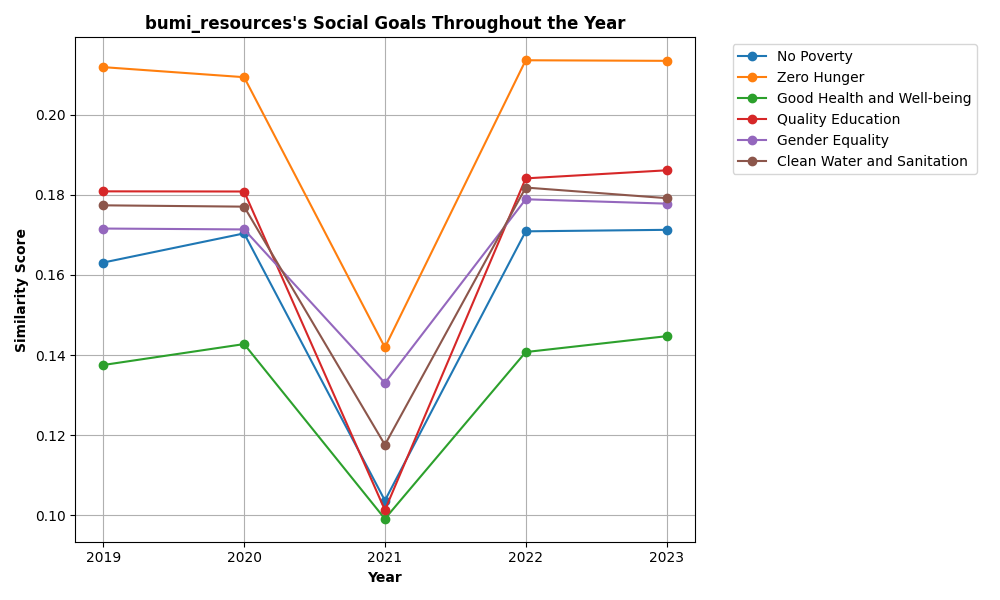 bumi_resources's Social Goals Throughout the Year
No Poverty
Zero Hunger
Good Health and Well-being
Quality Education
Gender Equality
Clean Water and Sanitation
Similarity Score
0.20
0.18
0.16
0.14
0.12
0.10
2019 2020 2021 2022 2023
Year